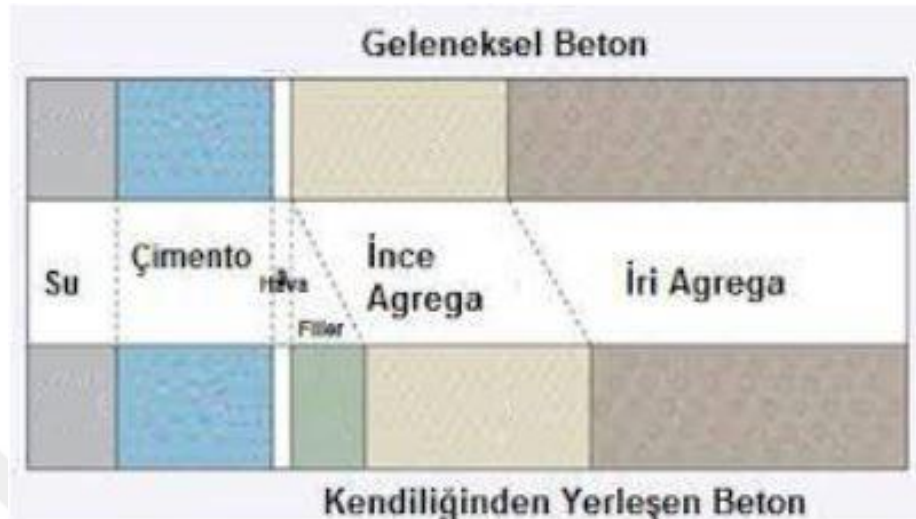 Geleneksel Beton
Su
Çimento
Hava
Filler
İnce
Agrega
İri Agrega
Kendiliğinden Yerleşen Beton